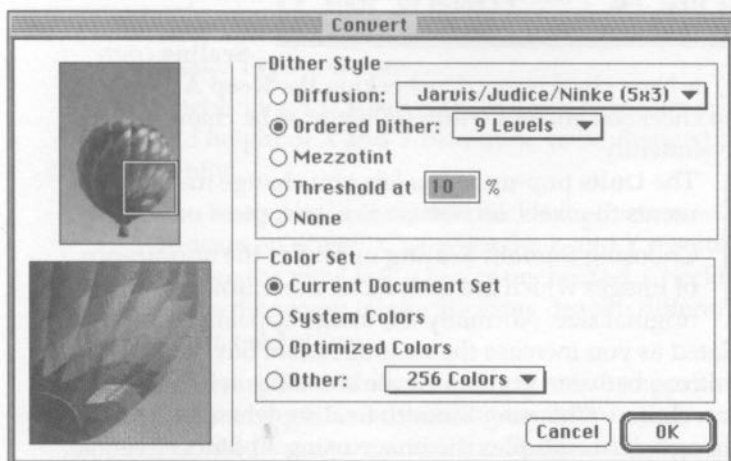 Convert
Dither Style
Diffusion: Jarvis/Judice/Ninke (5x3)
Ordered Dither: 9 Levels
Mezzotint
Threshold at 10 %
None
Color Set
Current Document Set
System Colors
Optimized Colors
Other: 256 Colors
Cancel OK